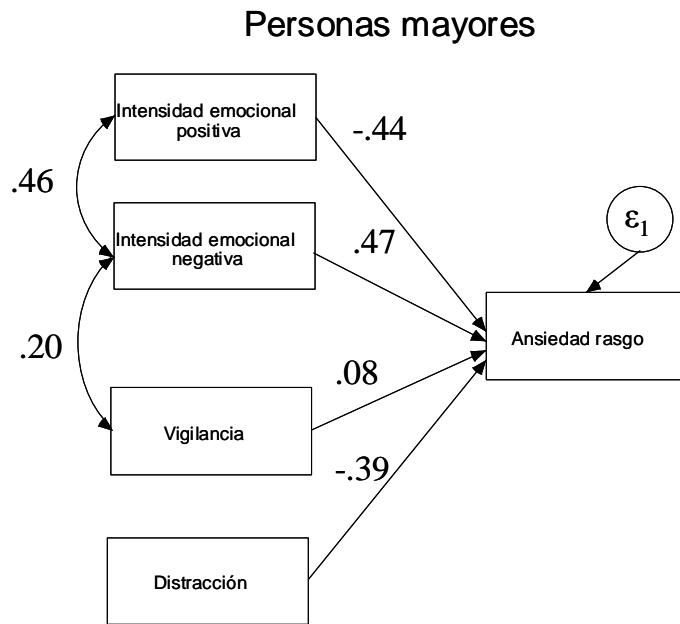 Personas mayores
Intensidad emocional
positiva
-.44
.46
ε1
Intensidad emocional
negativa
.47
Ansiedad rasgo
.20
.08
Vigilancia
-.39
Distracción